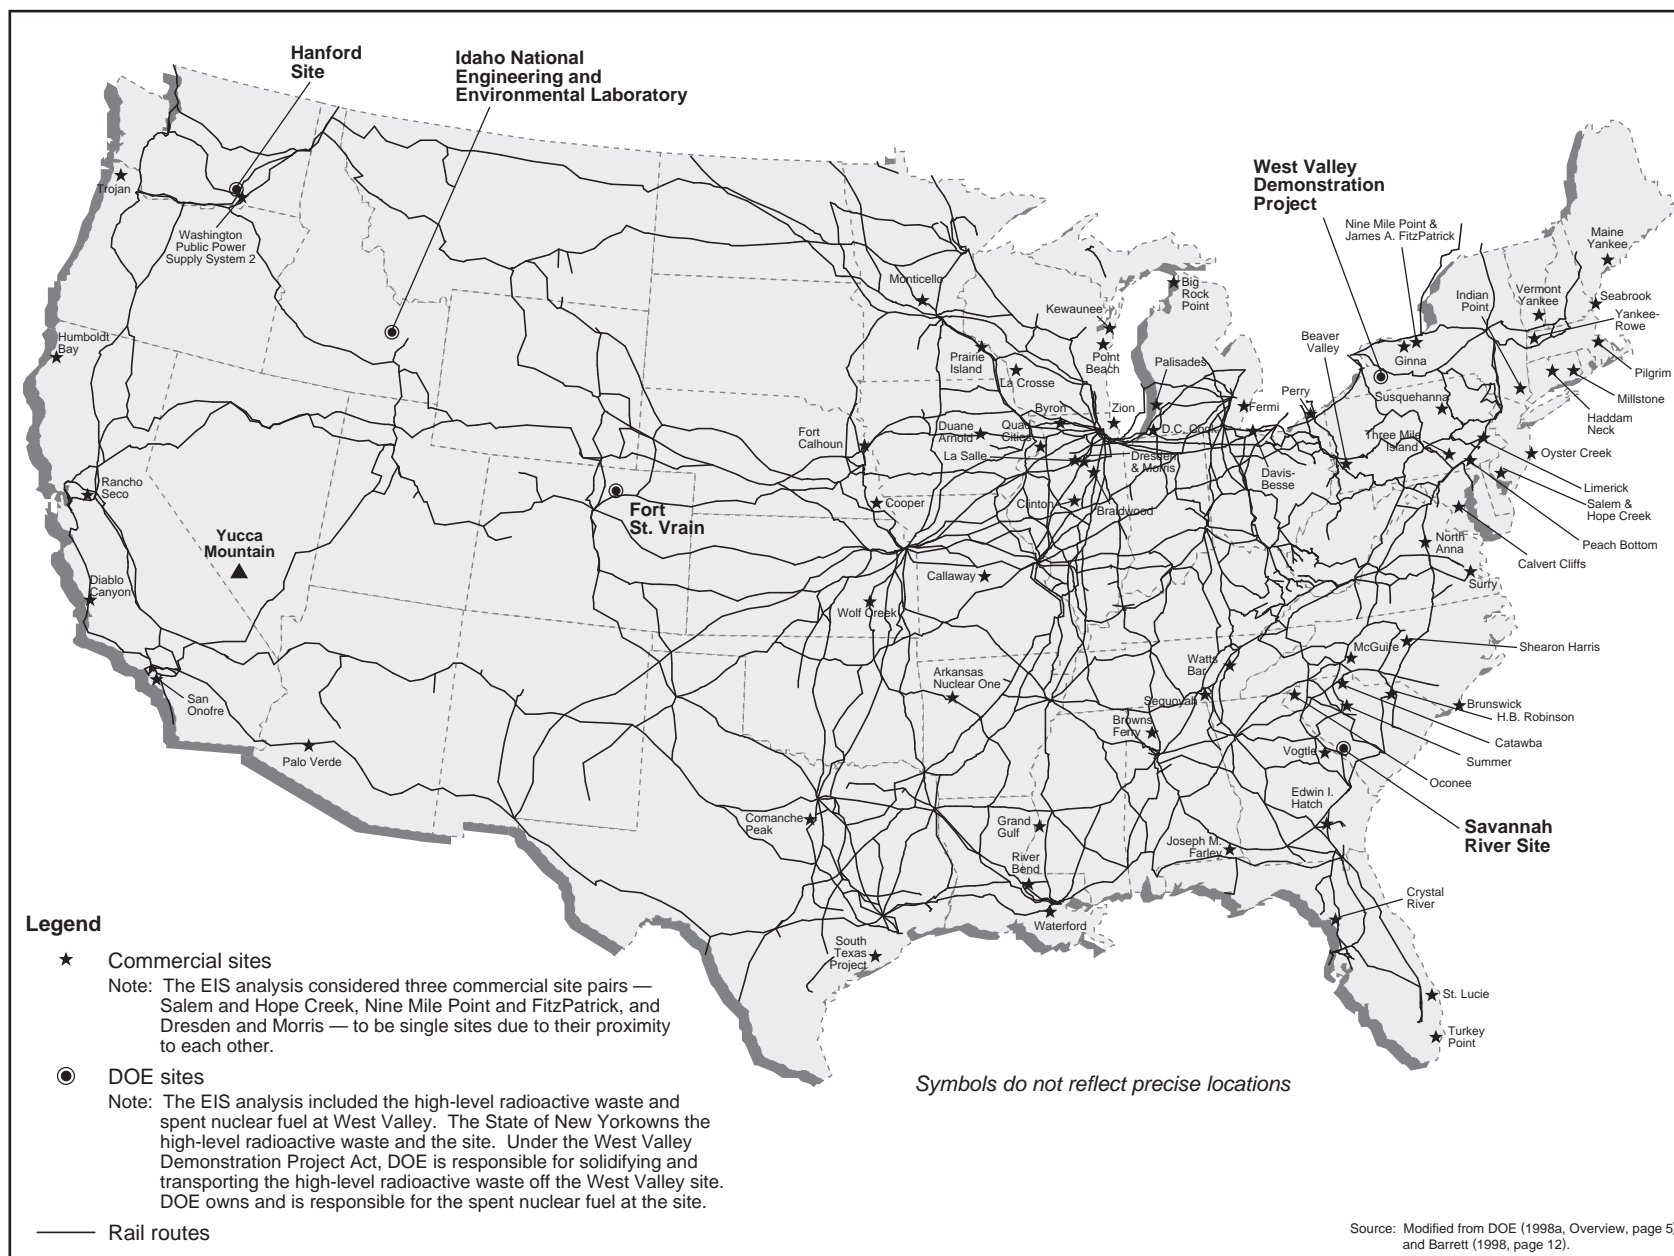 Hanford
Site
Idaho National
Engineering and
Environmental Laboratory
West Valley
Demonstration
Project
Nine Mile Point &
James A. FitzPatrick
Trojan
Washington
Public Power
Supply System 2
Humboldt
Bay
Rancho
Seco
Yucca
Mountain
Diablo
Canyon
San
Onofre
Palo Verde
Fort
St. Vrain
Monticello
Prairie
Island
La Crosse
Kewaunee
Point
Beach
Big
Rock
Point
Palisades
Byron
Zion
Duane
Arnold
Quad
Cities
La Salle
D.C. Cook
Dresden
& Morris
Fort
Calhoun
Cooper
Clinton
Braidwood
Callaway
Wolf Creek
Arkansas
Nuclear One
Fermi
Perry
Davis-
Besse
Beaver
Valley
Ginna
Susquehanna
Three Mile
Island
Indian
Point
Vermont
Yankee
Maine
Yankee
Seabrook
Yankee-
Rowe
Pilgrim
Millstone
Haddam
Neck
Oyster Creek
Limerick
Salem &
Hope Creek
Peach Bottom
Calvert Cliffs
North
Anna
Surry
Shearon Harris
McGuire
Watts
Bar
Sequoyah
Browns
Ferry
Brunswick
H.B. Robinson
Catawba
Summer
Oconee
Vogtle
Edwin I.
Hatch
Savannah
River Site
Joseph M.
Farley
Comanche
Peak
Grand
Gulf
River
Bend
Waterford
South
Texas
Project
Crystal
River
St. Lucie
Turkey
Point
Legend
Commercial sites
Note: The EIS analysis considered three commercial site pairs —
Salem and Hope Creek, Nine Mile Point and FitzPatrick, and
Dresden and Morris — to be single sites due to their proximity
to each other.
DOE sites
Note: The EIS analysis included the high-level radioactive waste and
spent nuclear fuel at West Valley. The State of New Yorkowns the
high-level radioactive waste and the site. Under the West Valley
Demonstration Project Act, DOE is responsible for solidifying and
transporting the high-level radioactive waste off the West Valley site.
DOE owns and is responsible for the spent nuclear fuel at the site.
Rail routes
Symbols do not reflect precise locations
Source: Modified from DOE (1998a, Overview, page 5)
and Barrett (1998, page 12).